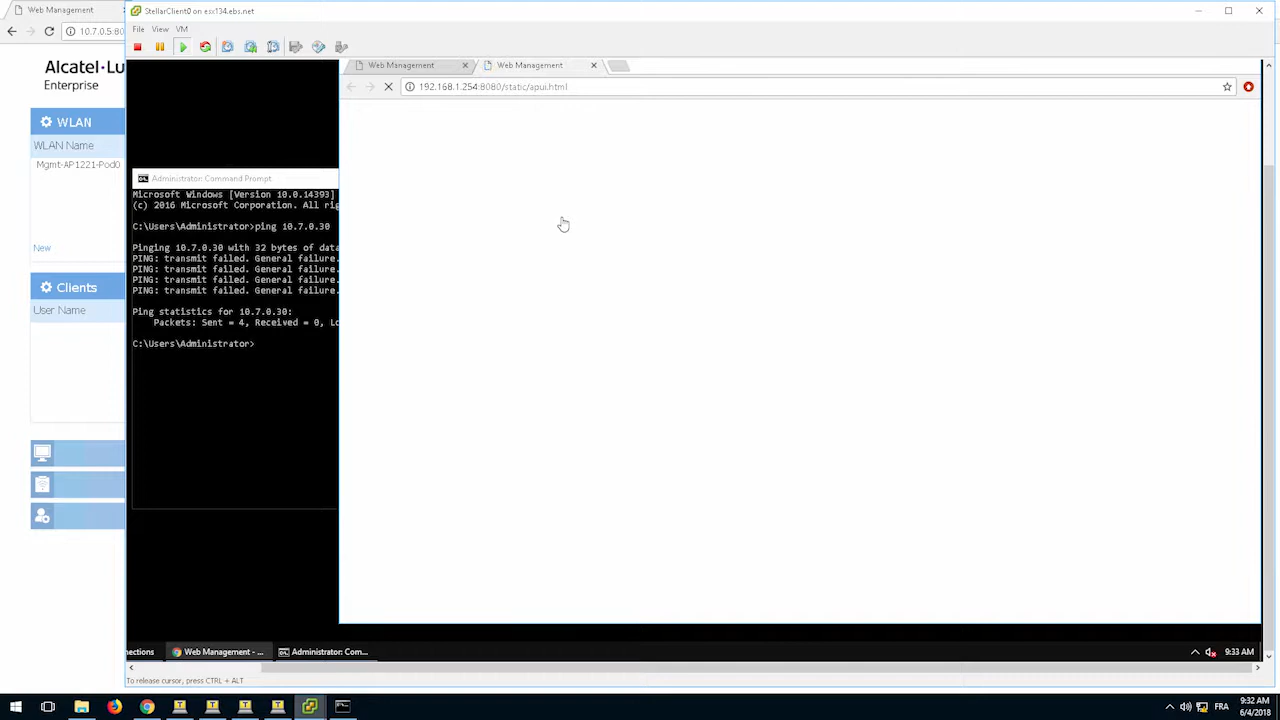 Web Management
StellarClient0 on esx134.ebs.net
10.7.0.5:80
File View VM
Alcatel·Lu
Enterprise
Web Management
Web Management
192.168.1.254:8080/static/apui.html
WLAN
WLAN Name
Mgmt-AP1221-Pod0
New
Clients
User Name
Administrator: Command Prompt
Microsoft Windows [Version 10.0.14393]
(c) 2016 Microsoft Corporation. All rig
C:\Users\Administrator>ping 10.7.0.30
Pinging 10.7.0.30 with 32 bytes of data
PING: transmit failed. General failure.
PING: transmit failed. General failure.
PING: transmit failed. General failure.
PING: transmit failed. General failure.
Ping statistics for 10.7.0.30:
Packets: Sent = 4, Received = 0, Lo
C:\Users\Administrator>
ections
Web Management - ...
Administrator: Com...
9:33 AM
To release cursor, press CTRL + ALT
FRA
9:32 AM
6/4/2018